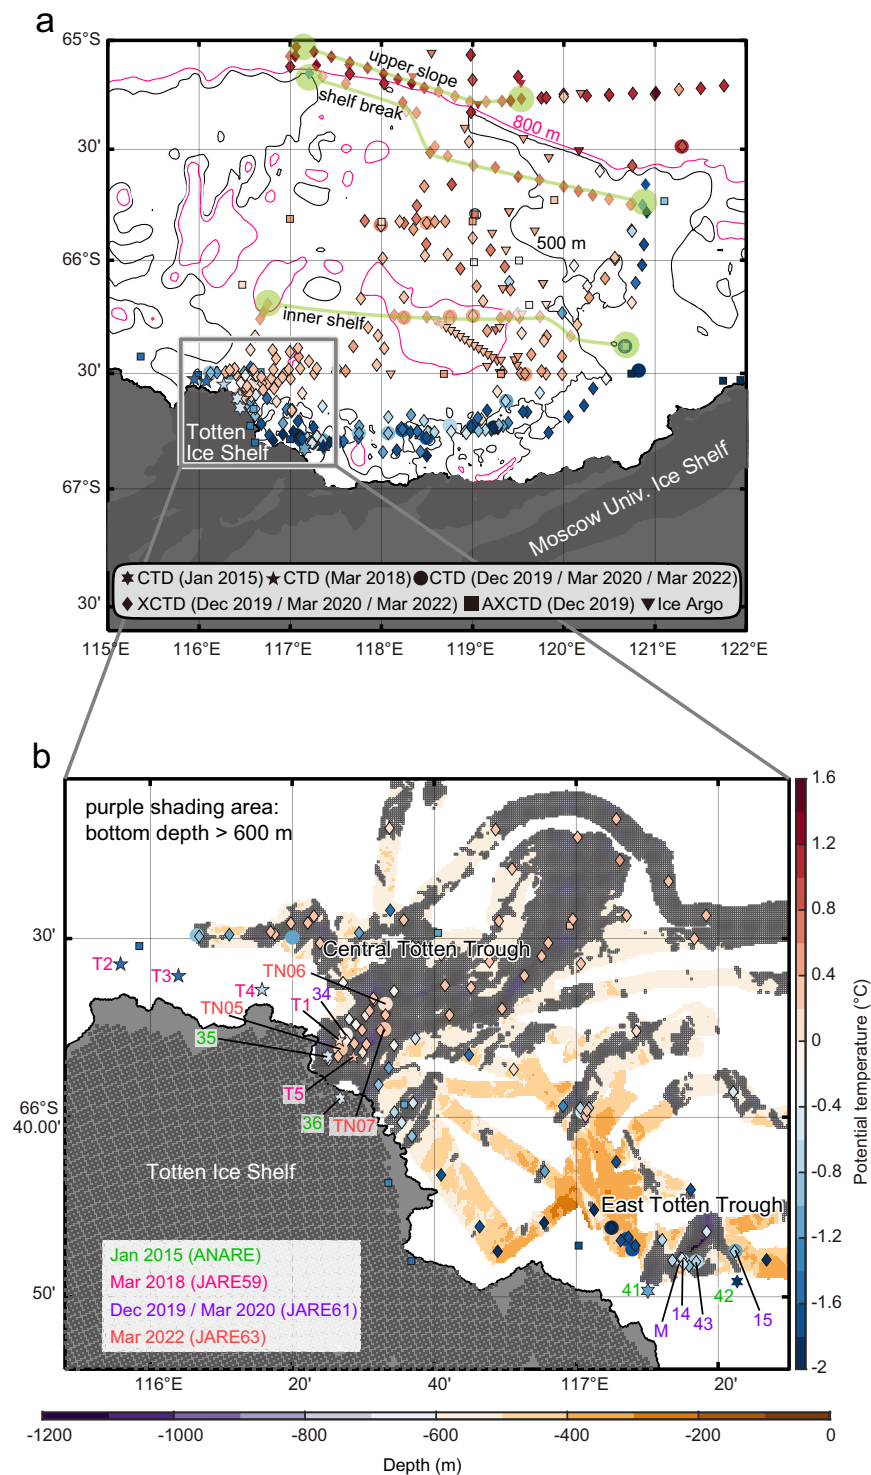 a
65°S
30'
66°S
30'
67°S
30'
upper slope
shelf break
800 m
500 m
inner shelf
Totten
Ice Shelf
Moscow Univ. Ice Shelf
CTD (Jan 2015) CTD (Mar 2018) CTD (Dec 2019 / Mar 2020 / Mar 2022)
XCTD (Dec 2019 / Mar 2020 / Mar 2022) AXCTD (Dec 2019) Ice Argo
115°E 116°E 117°E 118°E 119°E 120°E 121°E 122°E
b
purple shading area:
bottom depth > 600 m
30'
66°S
40.00'
50'
Central Totten Trough
T2
T3
T4
TN06
TN05
T1
34
35
T5
36
TN07
Totten Ice Shelf
East Totten Trough
41
M
14
43
42
15
Jan 2015 (ANARE)
Mar 2018 (JARE59)
Dec 2019 / Mar 2020 (JARE61)
Mar 2022 (JARE63)
116°E 20' 40' 117°E 20'
1.6
1.2
0.8
0.4
0
-0.4
-0.8
-1.2
-1.6
-2
Potential temperature (°C)
-1200 -1000 -800 -600 -400 -200 0
Depth (m)